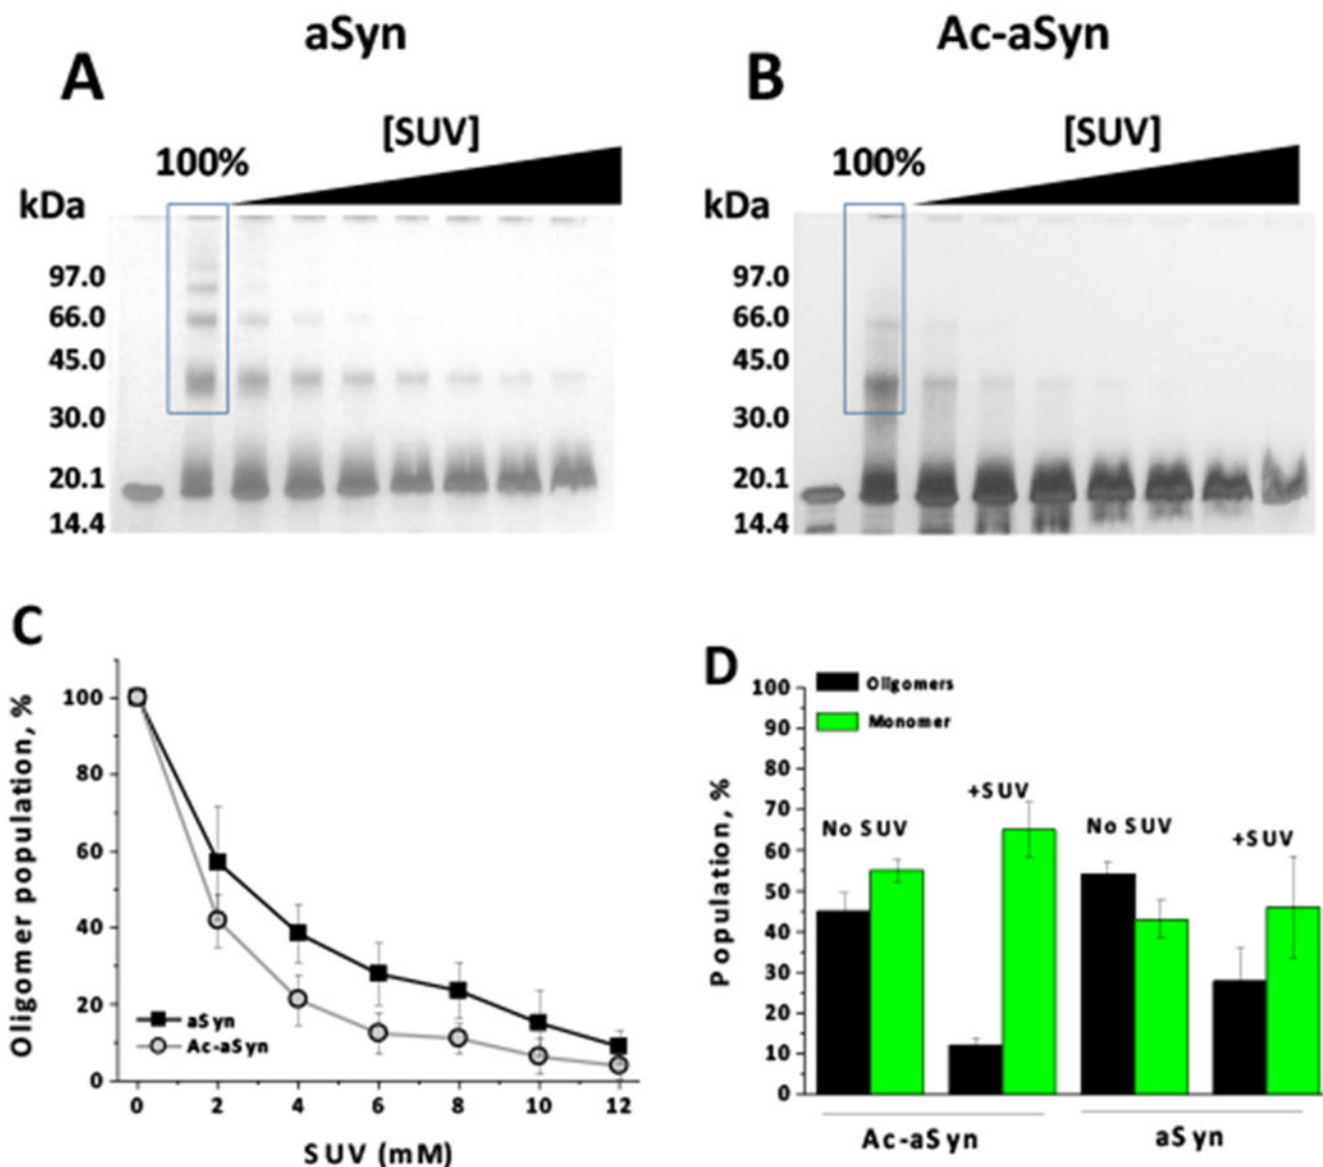 aSyn
A
[SUV]
100%
kDa
97.0
66.0
45.0
30.0
20.1
14.4
Ac-aSyn
B
[SUV]
100%
kDa
97.0
66.0
45.0
30.0
20.1
14.4
C
Oligomer population, %
100
80
60
40
20
0
aSyn
Ac-aSyn
0 2 4 6 8 10 12
SUV (mM)
D
Population, %
100
90
80
70
60
50
40
30
20
10
0
Oligomers
Monomer
No SUV
+SUV
No SUV
+SUV
Ac-aSyn
aSyn